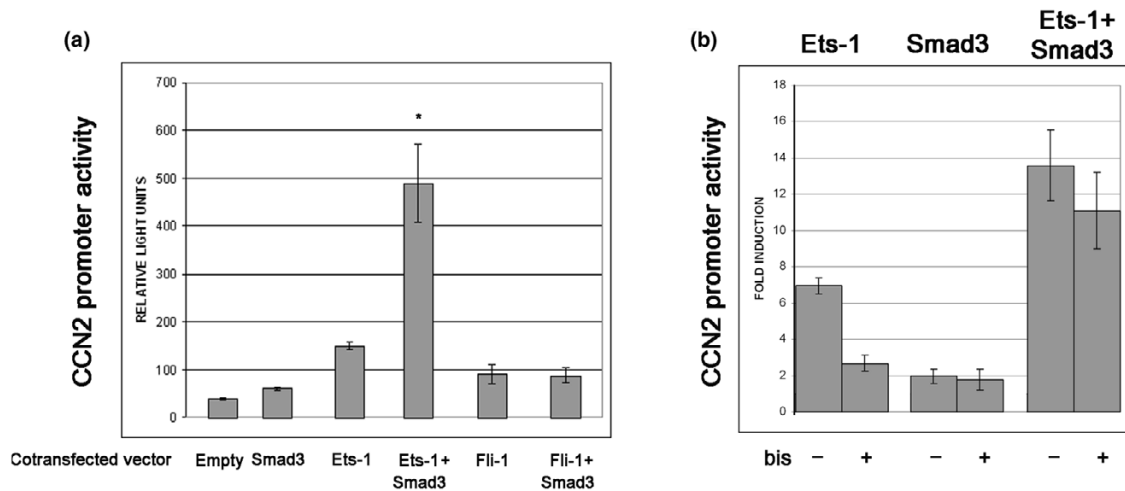 (a)
CCN2 promoter activity
RELATIVE LIGHT UNITS
700
600
500
400
300
200
100
0
*
Cotransfected vector Empty Smad3 Ets-1 Ets-1+ Fli-1 Fli-1+
Smad3 Smad3
(b)
Ets-1 Smad3 Ets-1+
Smad3
CCN2 promoter activity
FOLD INDUCTION
18
16
14
12
10
8
6
4
2
0
bis − + − + − +